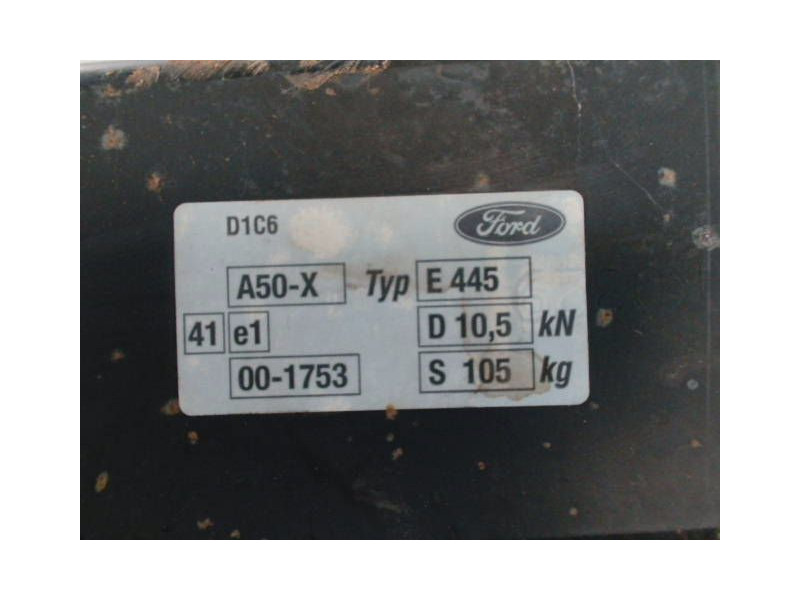 D1C6 Ford
A50-X Typ E 445
41 e1 D 10,5 kN
00-1753 S 105 kg